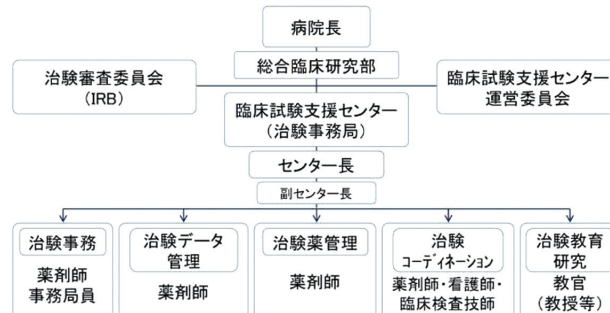 病院長
総合臨床研究部
治験審査委員会
(IRB)
臨床試験支援センター
運営委員会
臨床試験支援センター
(治験事務局)
センター長
副センター長
治験事務
薬剤師
事務局員
治験データ
管理
薬剤師
治験薬管理
薬剤師
治験
コーディネーション
薬剤師・看護師・
臨床検査技師
治験教育
研究
教官
(教授等)